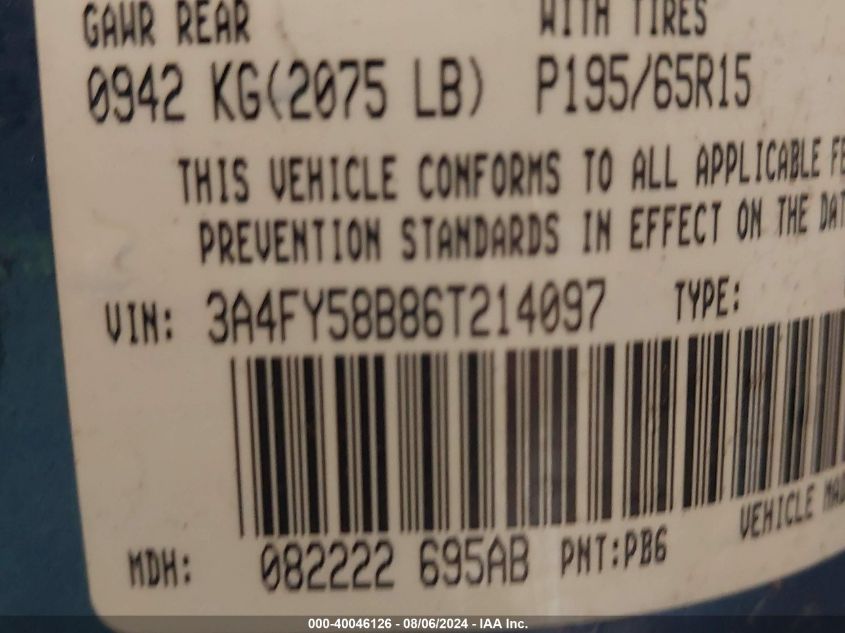 GAWR REAR WITH TIRES
0942 KG(2075 LB) P195/65R15
THIS VEHICLE CONFORMS TO ALL APPLICABLE
PREVENTION STANDARDS IN EFFECT ON THE
VIN: 3A4FY58B86T214097 TYPE:
VEHICLE
MDH: 082222 695AB PNT:PB6
000-40046126 - 08/06/2024 - IAA Inc.